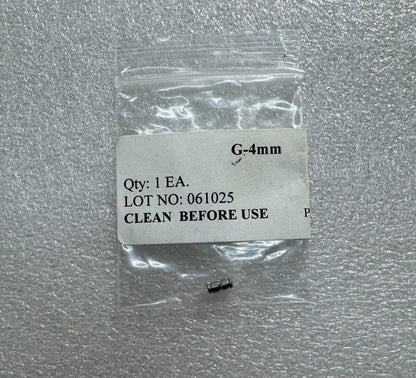 G-4mm
Qty: 1 EA.
LOT NO: 061025
CLEAN BEFORE USE